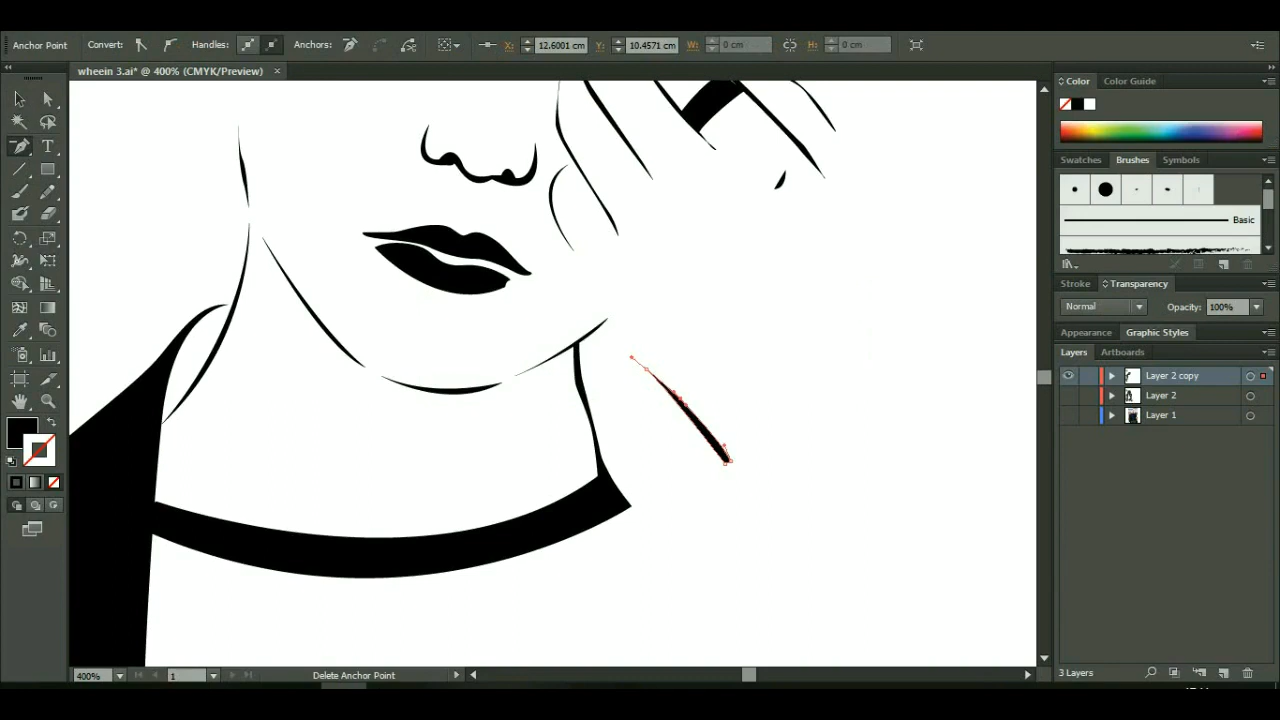 Anchor Point Convert: Handles: Anchors: X: 12.6001 cm Y: 10.4571 cm W: 0 cm H: 0 cm
wheein 3.ai* @ 400% (CMYK/Preview)
Color Color Guide
Swatches Brushes Symbols
Basic
Stroke Transparency
Normal Opacity: 100%
Appearance Graphic Styles
Layers Artboards
Layer 2 copy
Layer 2
Layer 1
3 Layers
400% 1 Delete Anchor Point